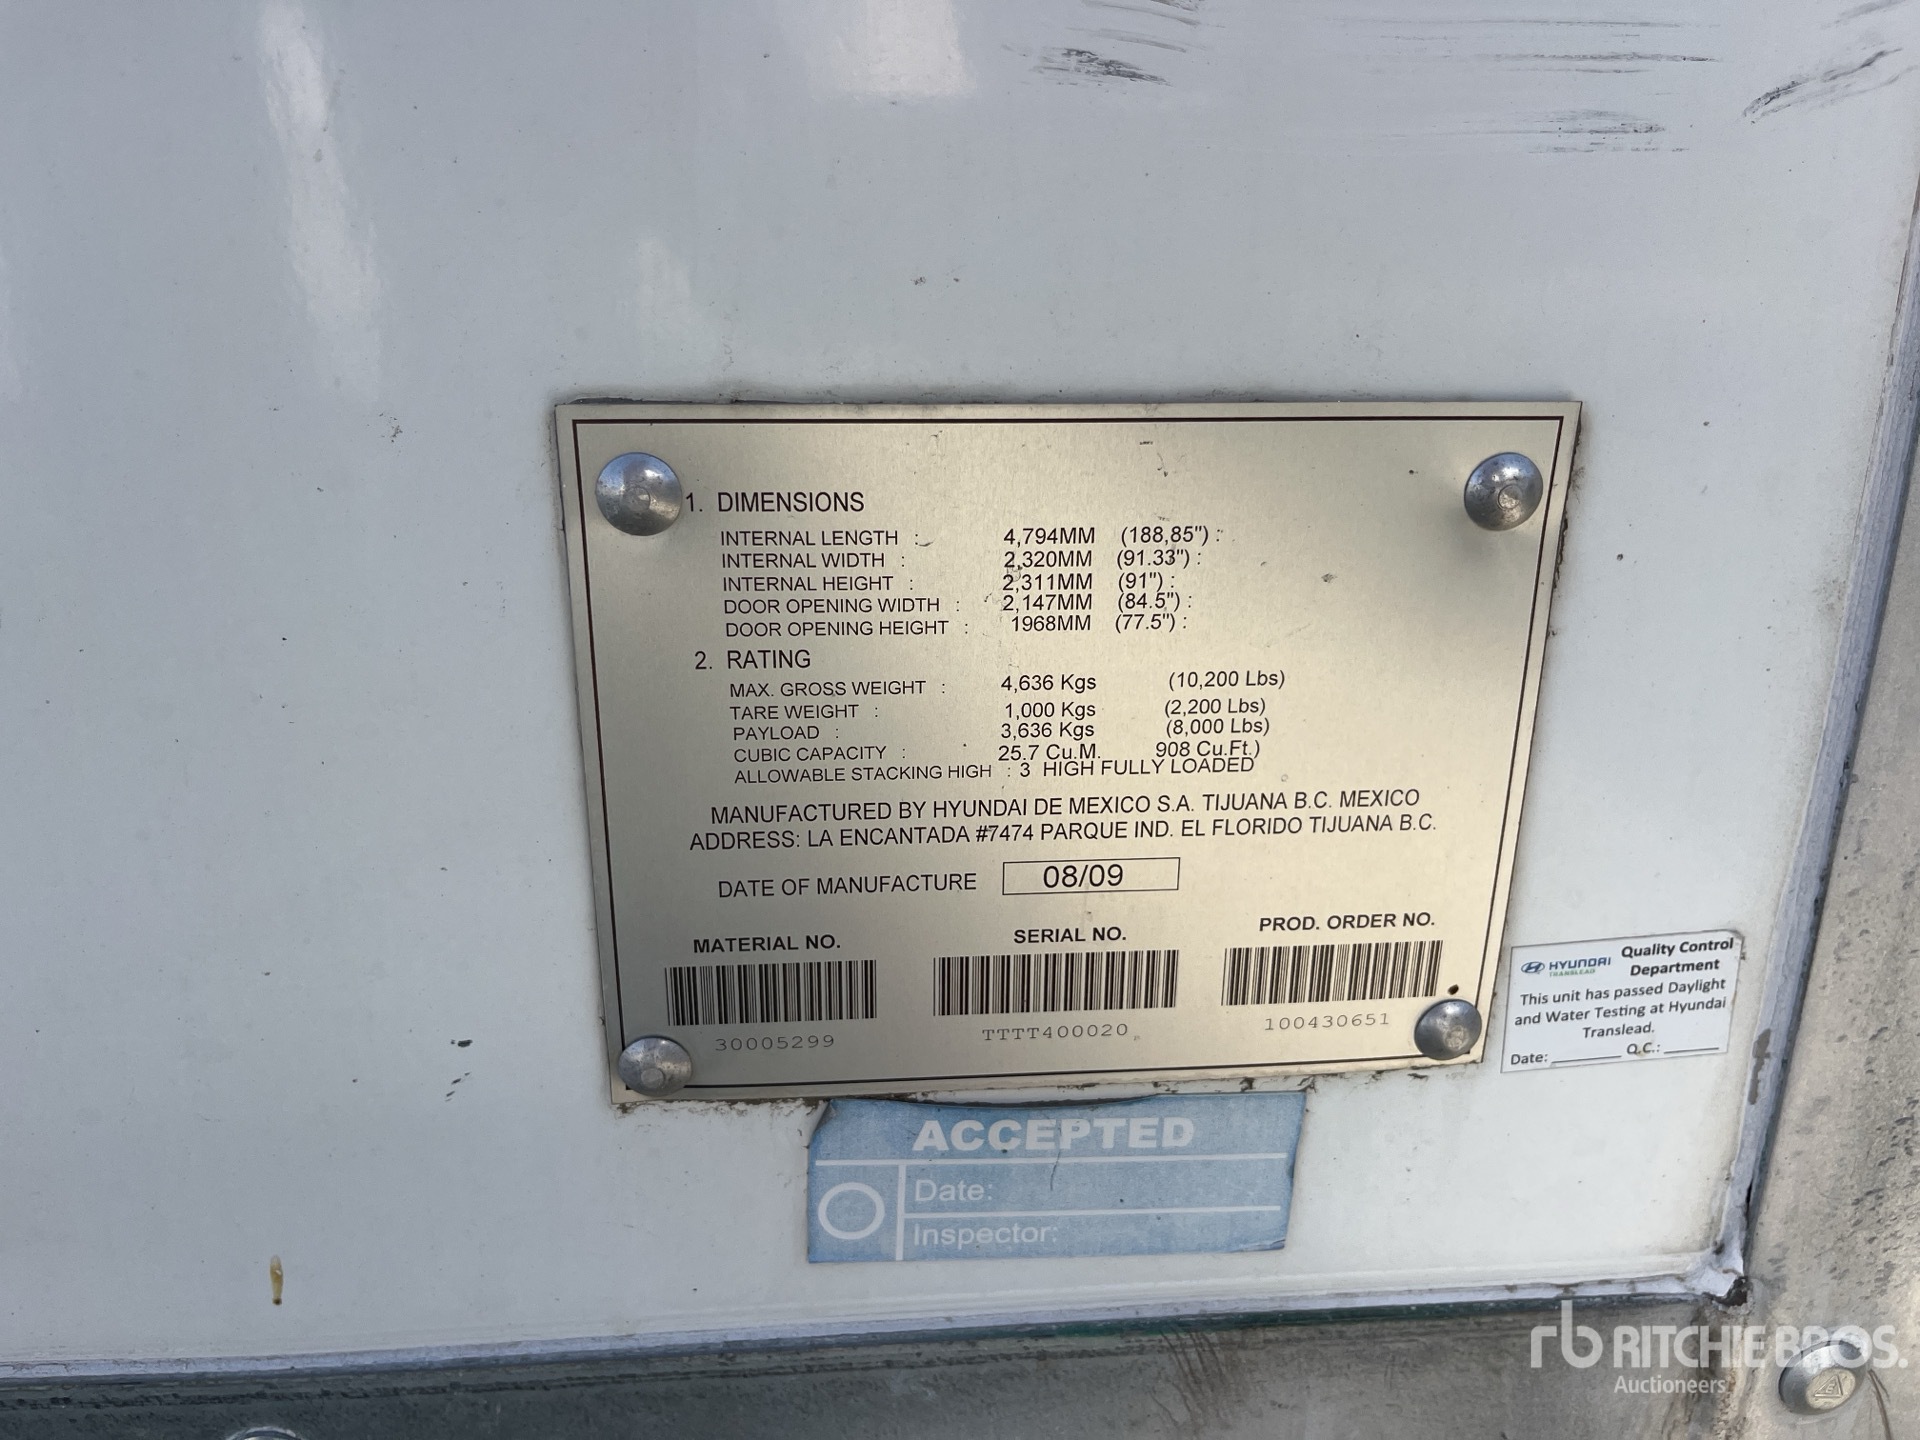 1. DIMENSIONS
INTERNAL LENGTH : 4,794MM (188,85") :
INTERNAL WIDTH : 2,320MM (91.33") :
INTERNAL HEIGHT : 2,311MM (91") :
DOOR OPENING WIDTH : 2,147MM (84.5") :
DOOR OPENING HEIGHT : 1968MM (77.5") :
2. RATING
MAX. GROSS WEIGHT : 4,636 Kgs (10,200 Lbs)
TARE WEIGHT : 1,000 Kgs (2,200 Lbs)
PAYLOAD : 3,636 Kgs (8,000 Lbs)
CUBIC CAPACITY : 25.7 Cu.M. 908 Cu.Ft.)
ALLOWABLE STACKING HIGH : 3 HIGH FULLY LOADED
MANUFACTURED BY HYUNDAI DE MEXICO S.A. TIJUANA B.C. MEXICO
ADDRESS: LA ENCANTADA #7474 PARQUE IND. EL FLORIDO TIJUANA B.C.
DATE OF MANUFACTURE 08/09
MATERIAL NO. SERIAL NO. PROD. ORDER NO.
30005299 TTTT400020 100430651
HYUNDAI TRANSLEAD
Quality Control
Department
This unit has passed Daylight
and Water Testing at Hyundai
Translead.
Date: Q.C.:
ACCEPTED
Date:
Inspector:
rb RITCHIE BROS.
Auctioneers